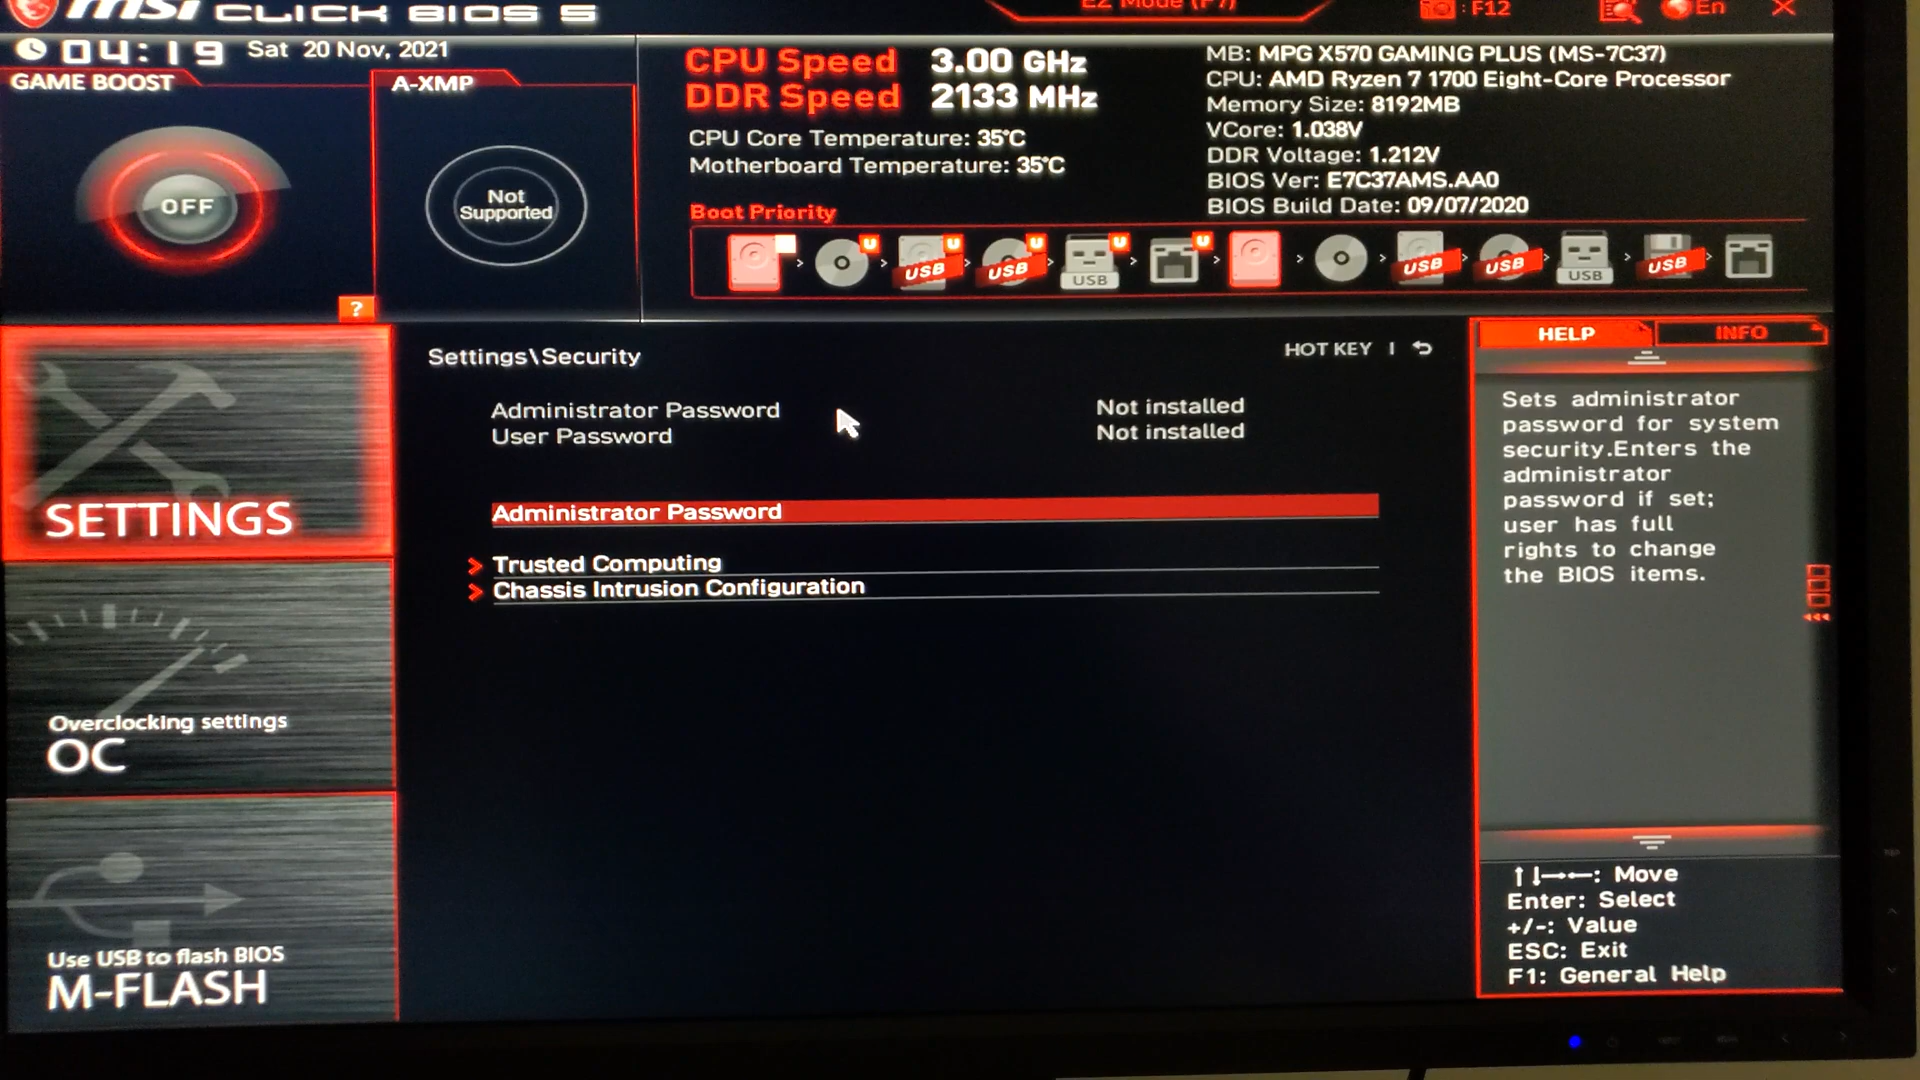 msi CLICK BIOS 5
EZ Mode (F7)
: F12
En
X
04:19 Sat 20 Nov, 2021
GAME BOOST
OFF
?
A-XMP
Not
Supported
CPU Speed 3.00 GHz
DDR Speed 2133 MHz
CPU Core Temperature: 35°C
Motherboard Temperature: 35°C
MB: MPG X570 GAMING PLUS (MS-7C37)
CPU: AMD Ryzen 7 1700 Eight-Core Processor
Memory Size: 8192MB
VCore: 1.038V
DDR Voltage: 1.212V
BIOS Ver: E7C37AMS.AA0
BIOS Build Date: 09/07/2020
Boot Priority
U U U U U
USB USB USB USB USB USB USB
SETTINGS
Overclocking settings
OC
Use USB to flash BIOS
M-FLASH
Settings\Security
HOT KEY |
Administrator Password Not installed
User Password Not installed
Administrator Password
> Trusted Computing
> Chassis Intrusion Configuration
HELP
INFO
Sets administrator
password for system
security.Enters the
administrator
password if set;
user has full
rights to change
the BIOS items.
↑↓→←: Move
Enter: Select
+/-: Value
ESC: Exit
F1: General Help